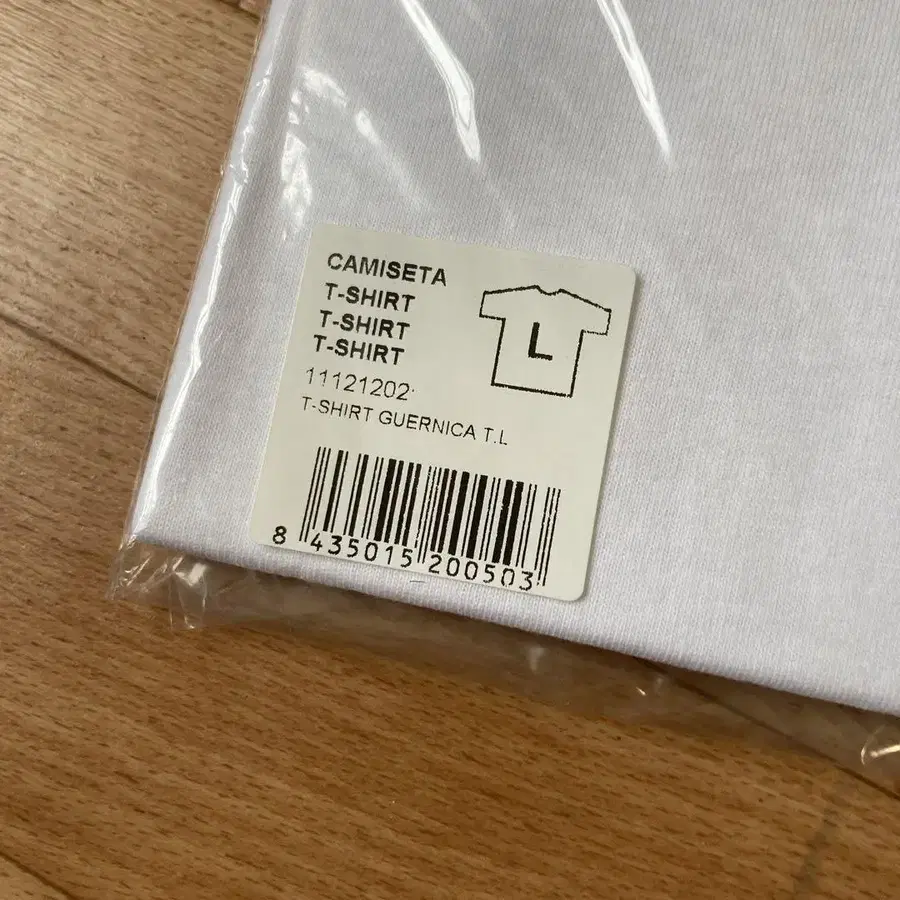 CAMISETA
T-SHIRT
T-SHIRT
T-SHIRT
L
11121202
T-SHIRT GUERNICA T.L
8 435015 200503